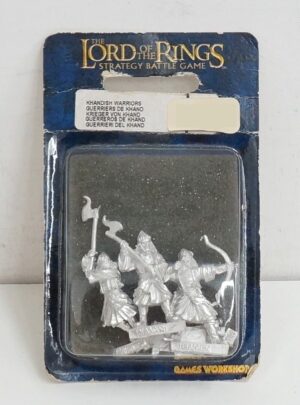 THE
LORD OF THE RINGS
STRATEGY BATTLE GAME
KHANDISH WARRIORS
GUERRIERS DE KHAND
KRIEGER VON KHAND
GUERREROS DE KHAND
GUERRIERI DEL KHAND
GAMES WORKSHOP